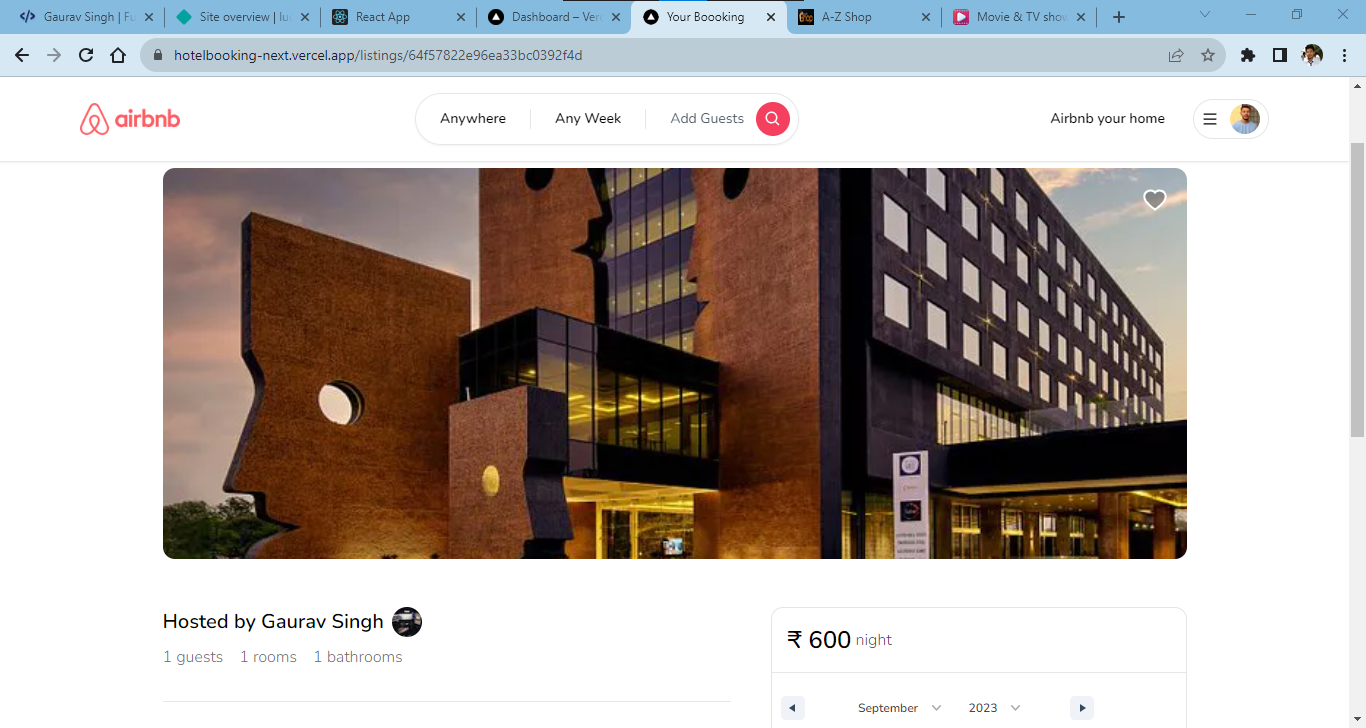 Gaurav Singh | Fu
Site overview | lu
React App
Dashboard – Ver
Your Boooking
A-Z Shop
Movie & TV shov
hotelbooking-next.vercel.app/listings/64f57822e96ea33bc0392f4d
airbnb
Anywhere
Any Week
Add Guests
Airbnb your home
Hosted by Gaurav Singh
1 guests 1 rooms 1 bathrooms
₹ 600 night
September 2023